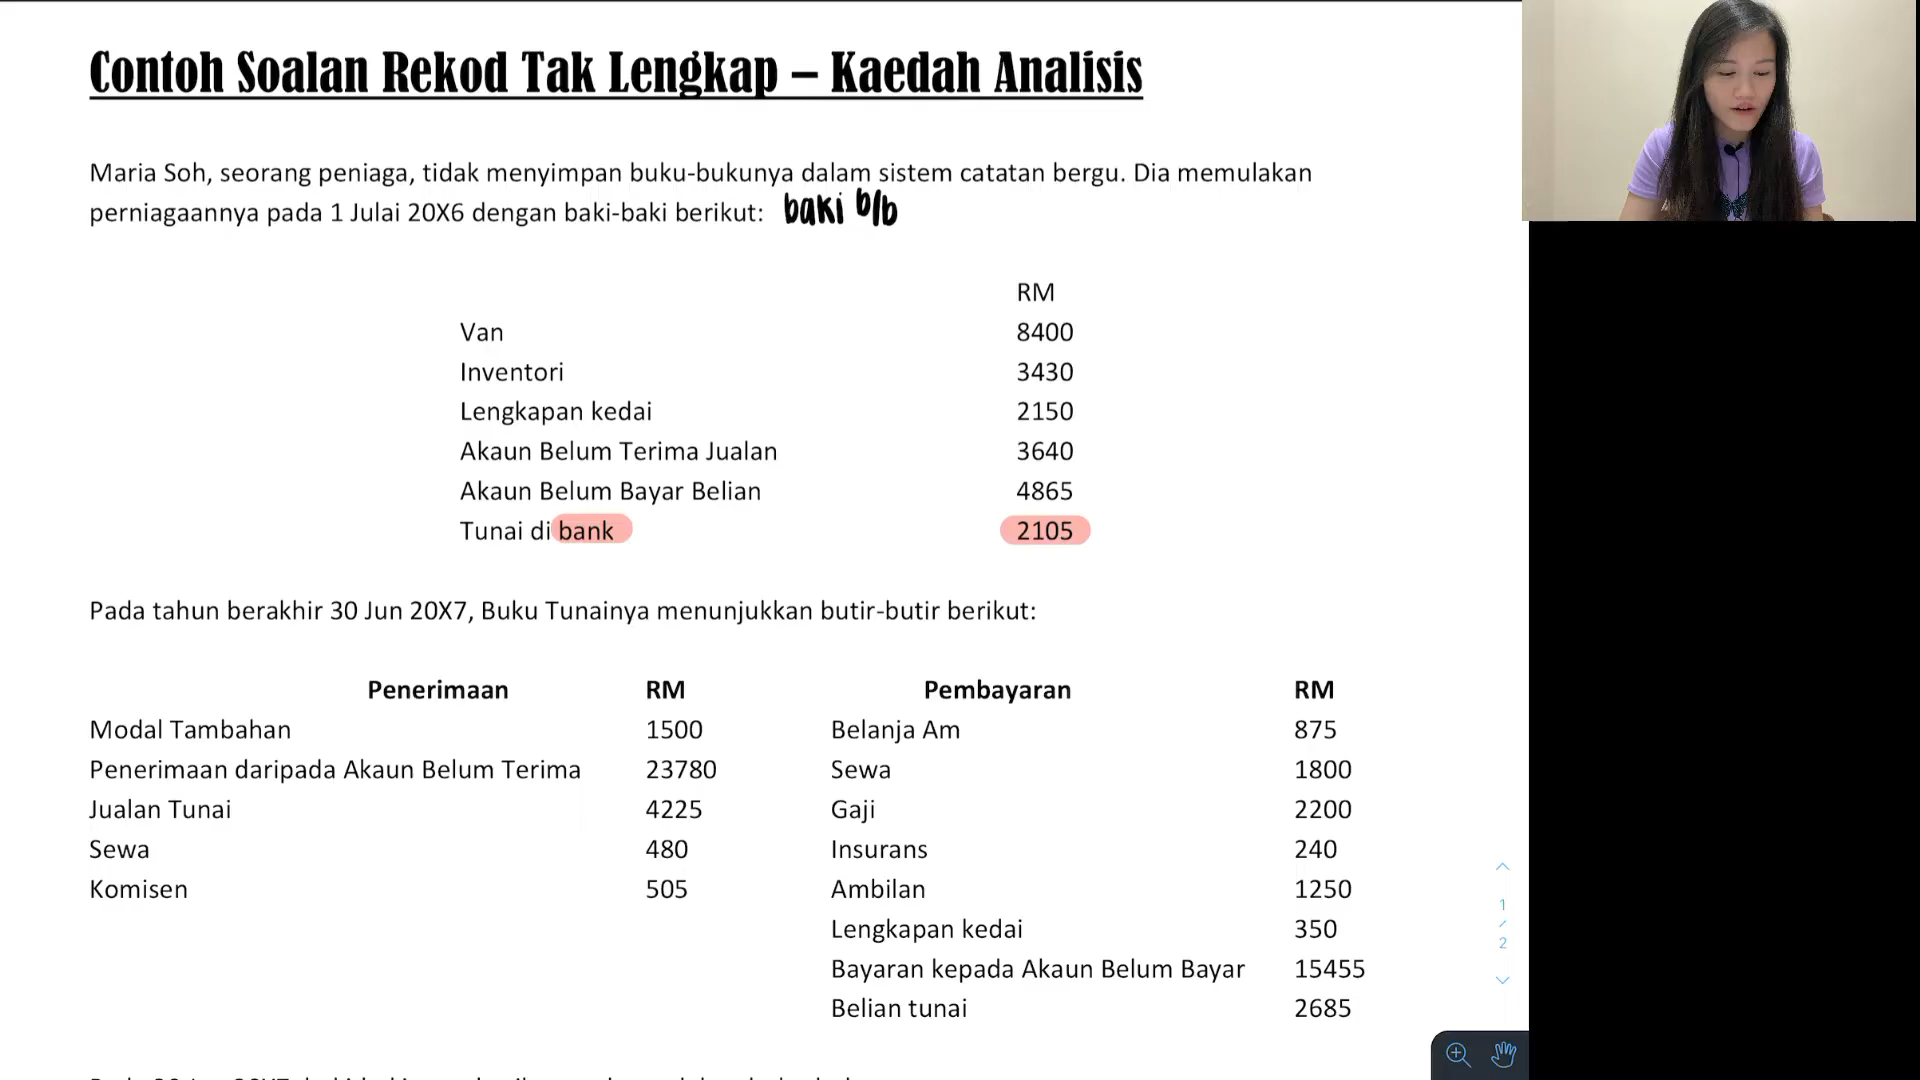 Contoh Soalan Rekod Tak Lengkap – Kaedah Analisis
Maria Soh, seorang peniaga, tidak menyimpan buku-bukunya dalam sistem catatan bergu. Dia memulakan
perniagaannya pada 1 Julai 20X6 dengan baki-baki berikut: baki b/b
RM
Van 8400
Inventori 3430
Lengkapan kedai 2150
Akaun Belum Terima Jualan 3640
Akaun Belum Bayar Belian 4865
Tunai di bank 2105
Pada tahun berakhir 30 Jun 20X7, Buku Tunainya menunjukkan butir-butir berikut:
Penerimaan RM Pembayaran RM
Modal Tambahan 1500 Belanja Am 875
Penerimaan daripada Akaun Belum Terima 23780 Sewa 1800
Jualan Tunai 4225 Gaji 2200
Sewa 480 Insurans 240
Komisen 505 Ambilan 1250
Lengkapan kedai 350
Bayaran kepada Akaun Belum Bayar 15455
Belian tunai 2685
1
/
2